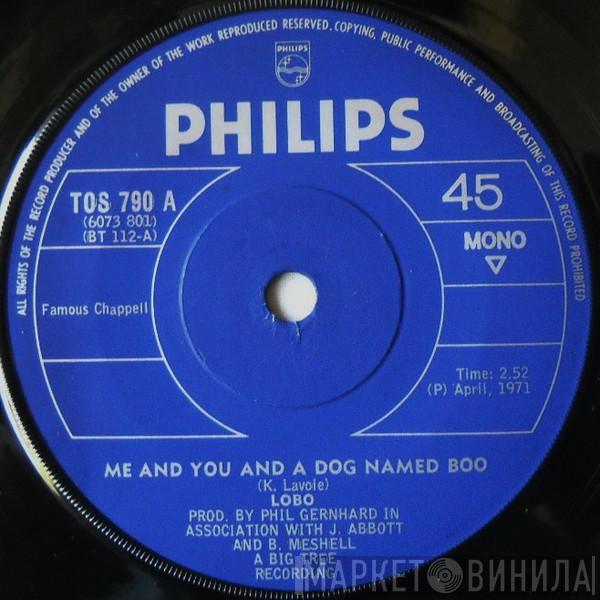 ALL RIGHTS OF THE RECORD PRODUCER AND OF THE OWNER OF THE WORK REPRODUCED RESERVED. COPYING, PUBLIC PERFORMANCE AND BROADCASTING OF THIS RECORD PROHIBITED
PHILIPS
PHILIPS
TOS 790 A
(6073 801)
(BT 112-A)
45
MONO
Famous Chappell
Time: 2.52
(P) April, 1971
ME AND YOU AND A DOG NAMED BOO
(K. Lavoie)
LOBO
PROD. BY PHIL GERNHARD IN
ASSOCIATION WITH J. ABBOTT
AND B. MESHELL
A BIG TREE
RECORDING
МАРКЕТ ВИНИЛА